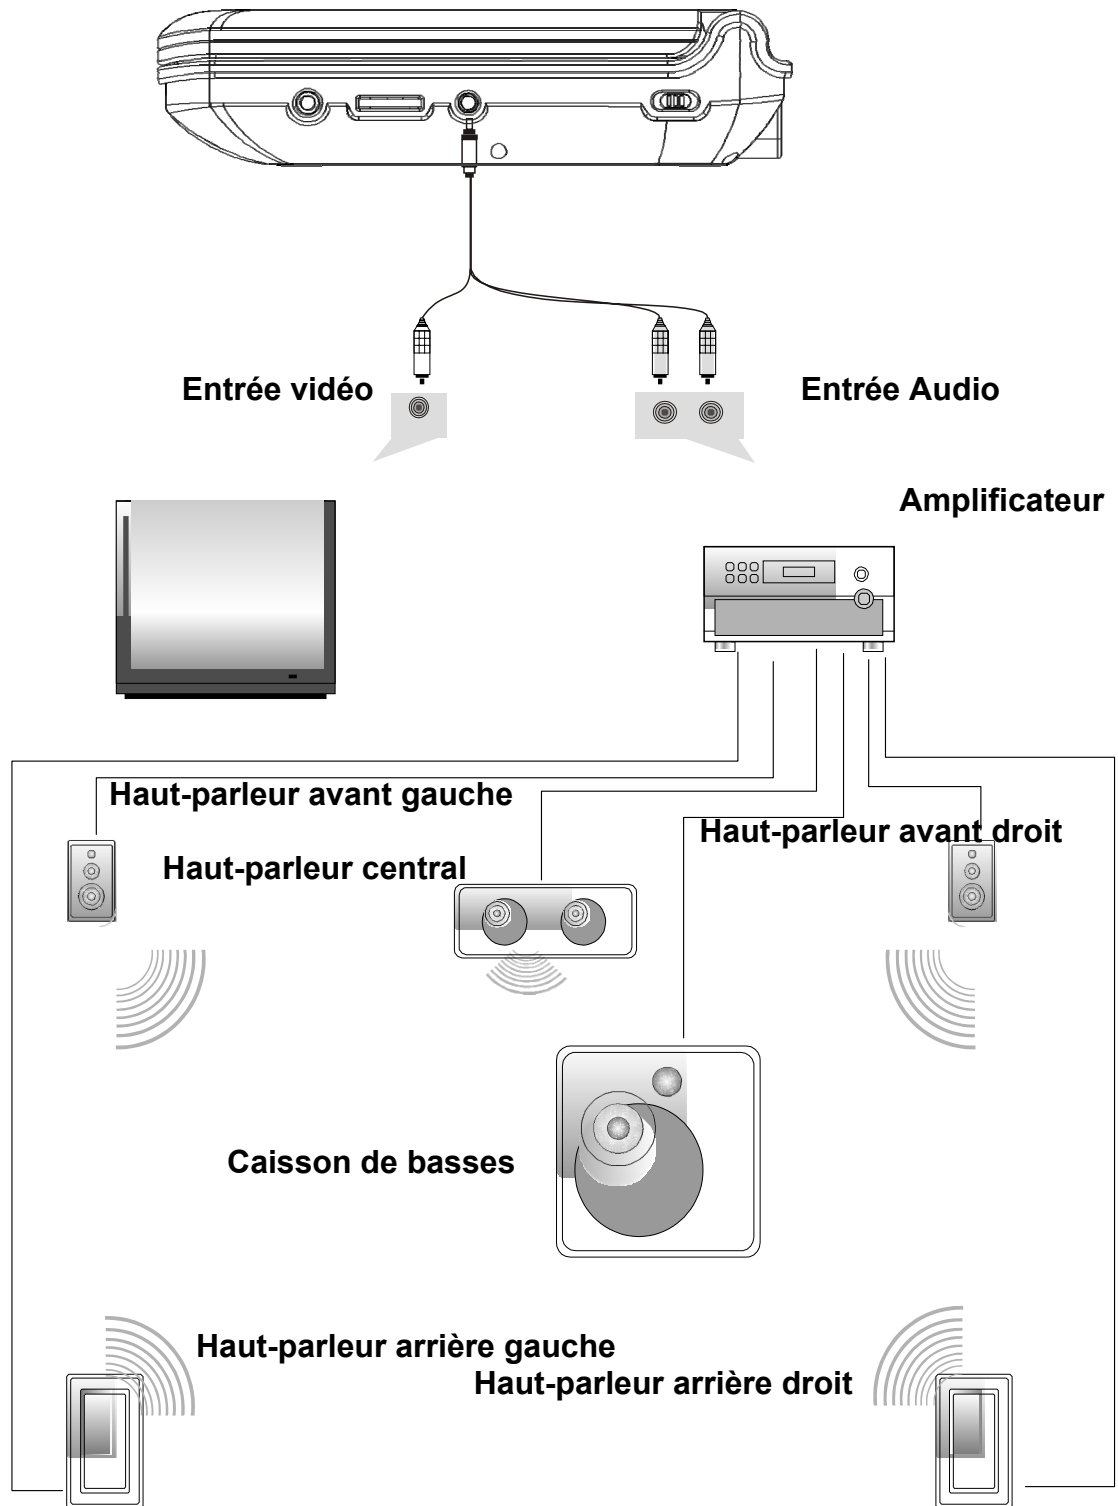 Entrée vidéo
Entrée Audio
Amplificateur
Haut-parleur avant gauche
Haut-parleur avant droit
Haut-parleur central
Caisson de basses
Haut-parleur arrière gauche
Haut-parleur arrière droit